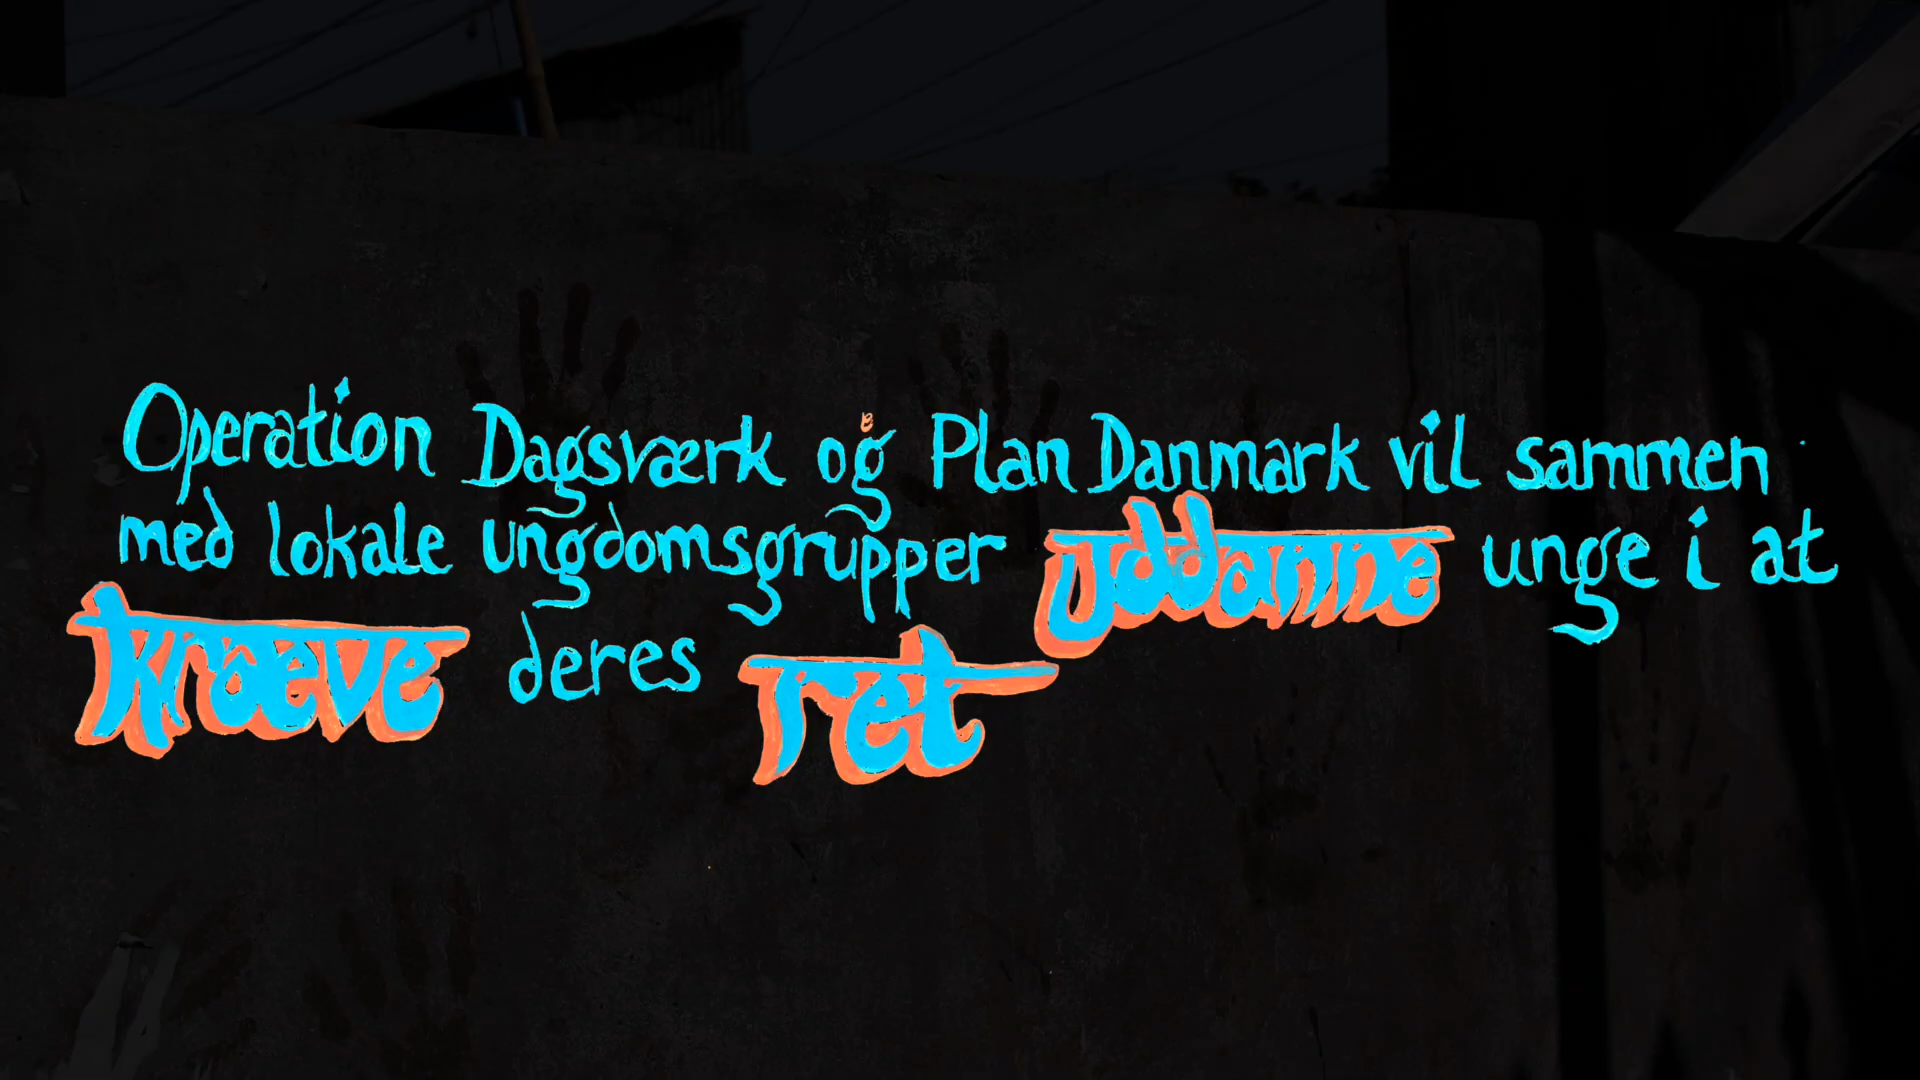 Operation Dagsværk og Plan Danmark vil sammen
med lokale ungdomsgrupper uddanne unge i at
kræve deres ret